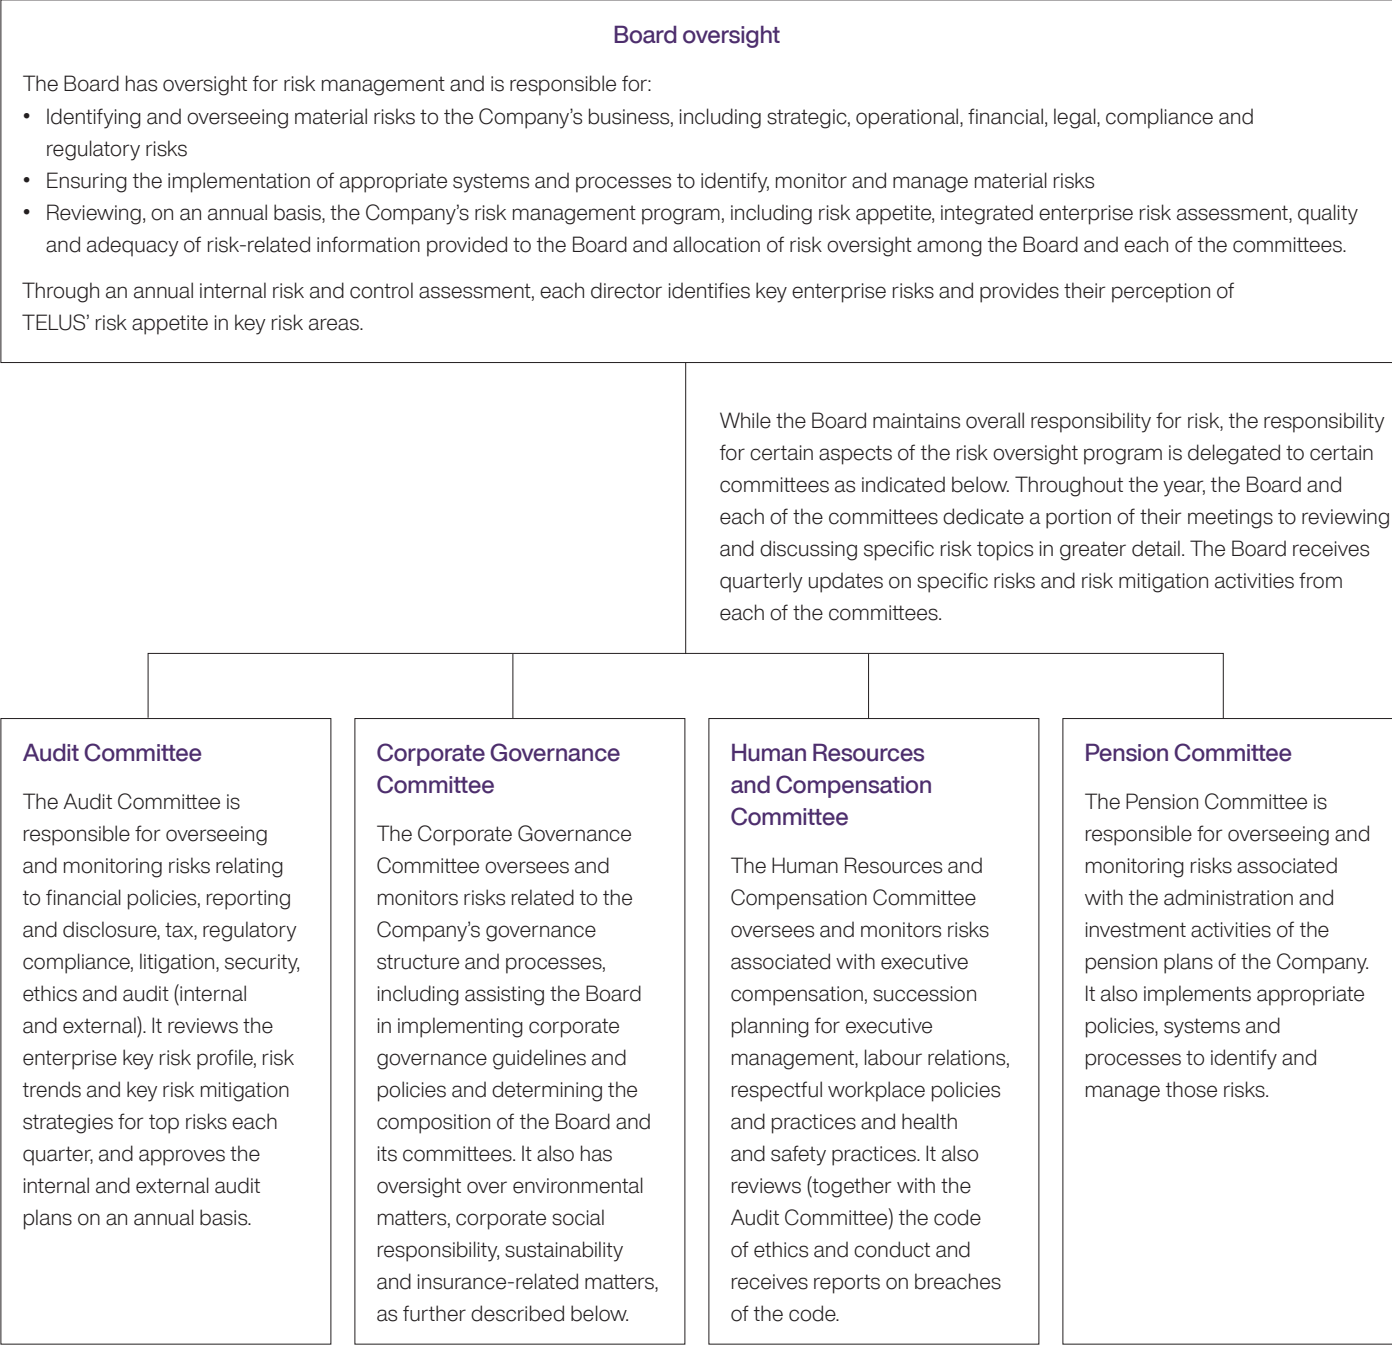 Board oversight
The Board has oversight for risk management and is responsible for:
• Identifying and overseeing material risks to the Company's business, including strategic, operational, financial, legal, compliance and
regulatory risks
• Ensuring the implementation of appropriate systems and processes to identify, monitor and manage material risks
• Reviewing, on an annual basis, the Company's risk management program, including risk appetite, integrated enterprise risk assessment, quality
and adequacy of risk-related information provided to the Board and allocation of risk oversight among the Board and each of the committees.
Through an annual internal risk and control assessment, each director identifies key enterprise risks and provides their perception of
TELUS' risk appetite in key risk areas.
While the Board maintains overall responsibility for risk, the responsibility
for certain aspects of the risk oversight program is delegated to certain
committees as indicated below. Throughout the year, the Board and
each of the committees dedicate a portion of their meetings to reviewing
and discussing specific risk topics in greater detail. The Board receives
quarterly updates on specific risks and risk mitigation activities from
each of the committees.
Audit Committee
The Audit Committee is
responsible for overseeing
and monitoring risks relating
to financial policies, reporting
and disclosure, tax, regulatory
compliance, litigation, security,
ethics and audit (internal
and external). It reviews the
enterprise key risk profile, risk
trends and key risk mitigation
strategies for top risks each
quarter, and approves the
internal and external audit
plans on an annual basis.
Corporate Governance
Committee
The Corporate Governance
Committee oversees and
monitors risks related to the
Company's governance
structure and processes,
including assisting the Board
in implementing corporate
governance guidelines and
policies and determining the
composition of the Board and
its committees. It also has
oversight over environmental
matters, corporate social
responsibility, sustainability
and insurance-related matters,
as further described below.
Human Resources
and Compensation
Committee
The Human Resources and
Compensation Committee
oversees and monitors risks
associated with executive
compensation, succession
planning for executive
management, labour relations,
respectful workplace policies
and practices and health
and safety practices. It also
reviews (together with the
Audit Committee) the code
of ethics and conduct and
receives reports on breaches
of the code.
Pension Committee
The Pension Committee is
responsible for overseeing and
monitoring risks associated
with the administration and
investment activities of the
pension plans of the Company.
It also implements appropriate
policies, systems and
processes to identify and
manage those risks.